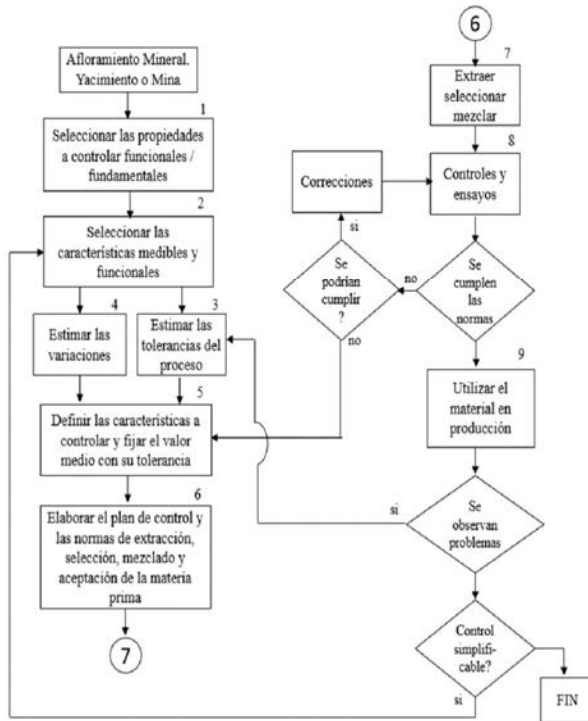 Afloramiento Mineral.
Yacimiento o Mina
1
Seleccionar las propiedades
a controlar funcionales /
fundamentales
2
Seleccionar las
características medibles y
funcionales
4
Estimar las
variaciones
3
Estimar las
tolerancias del
proceso
5
Definir las características a
controlar y fijar el valor
medio con su tolerancia
6
Elaborar el plan de control y
las normas de extracción,
selección, mezclado y
aceptación de la materia
prima
7
6
7
Extraer
seleccionar
mezclar
8
Controles y
ensayos
Correcciones
si
Se
podrían
cumplir
?
no
no
Se
cumplen
las
normas
9
Utilizar el
material en
producción
si
Se
observan
problemas
Control
simplifi-
cable?
si
FIN